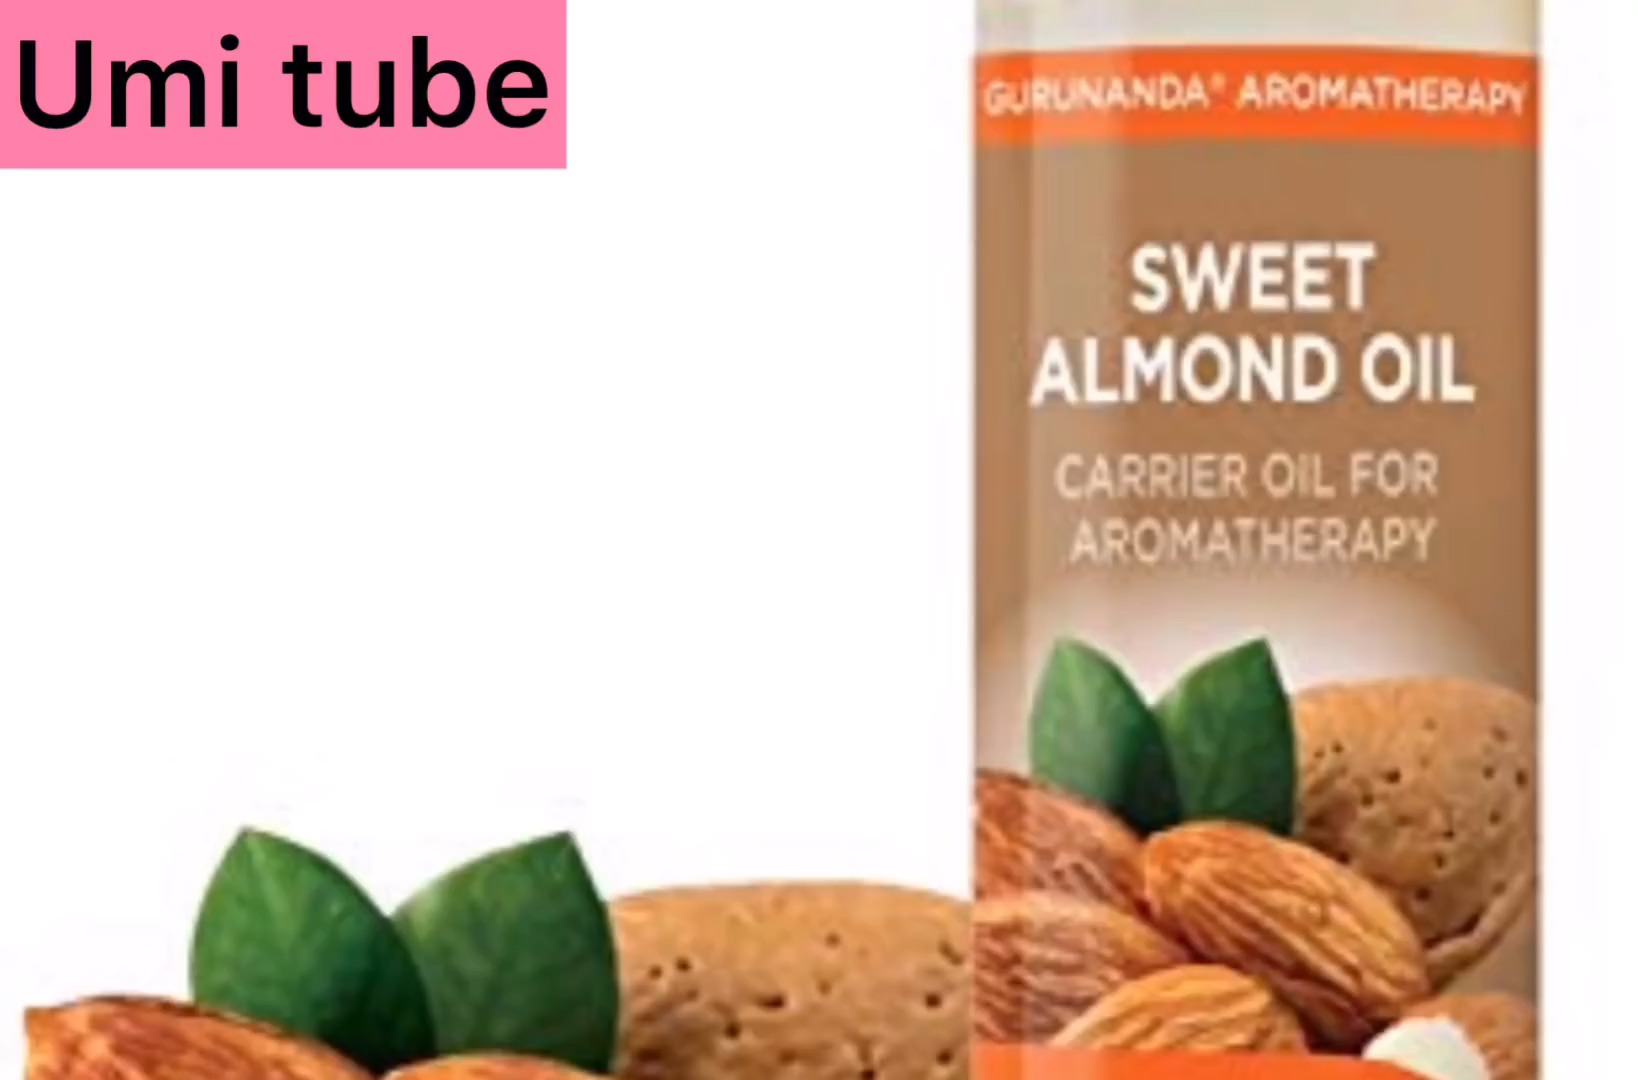 Umi tube
GURUNANDA® AROMATHERAPY
SWEET
ALMOND OIL
CARRIER OIL FOR
AROMATHERAPY